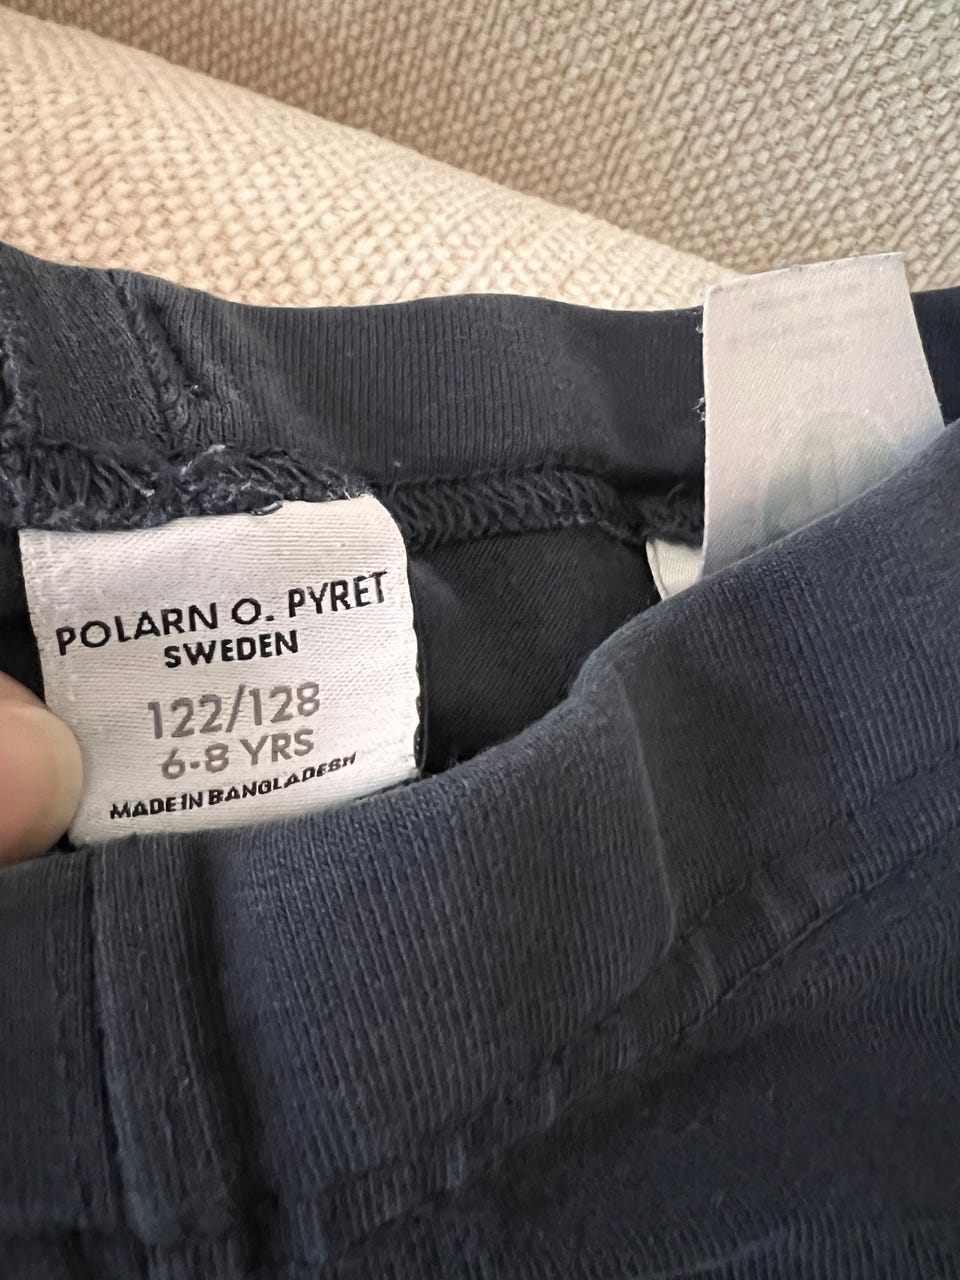 POLARN O. PYRET
SWEDEN
122/128
6-8 YRS
MADE IN BANGLADESH